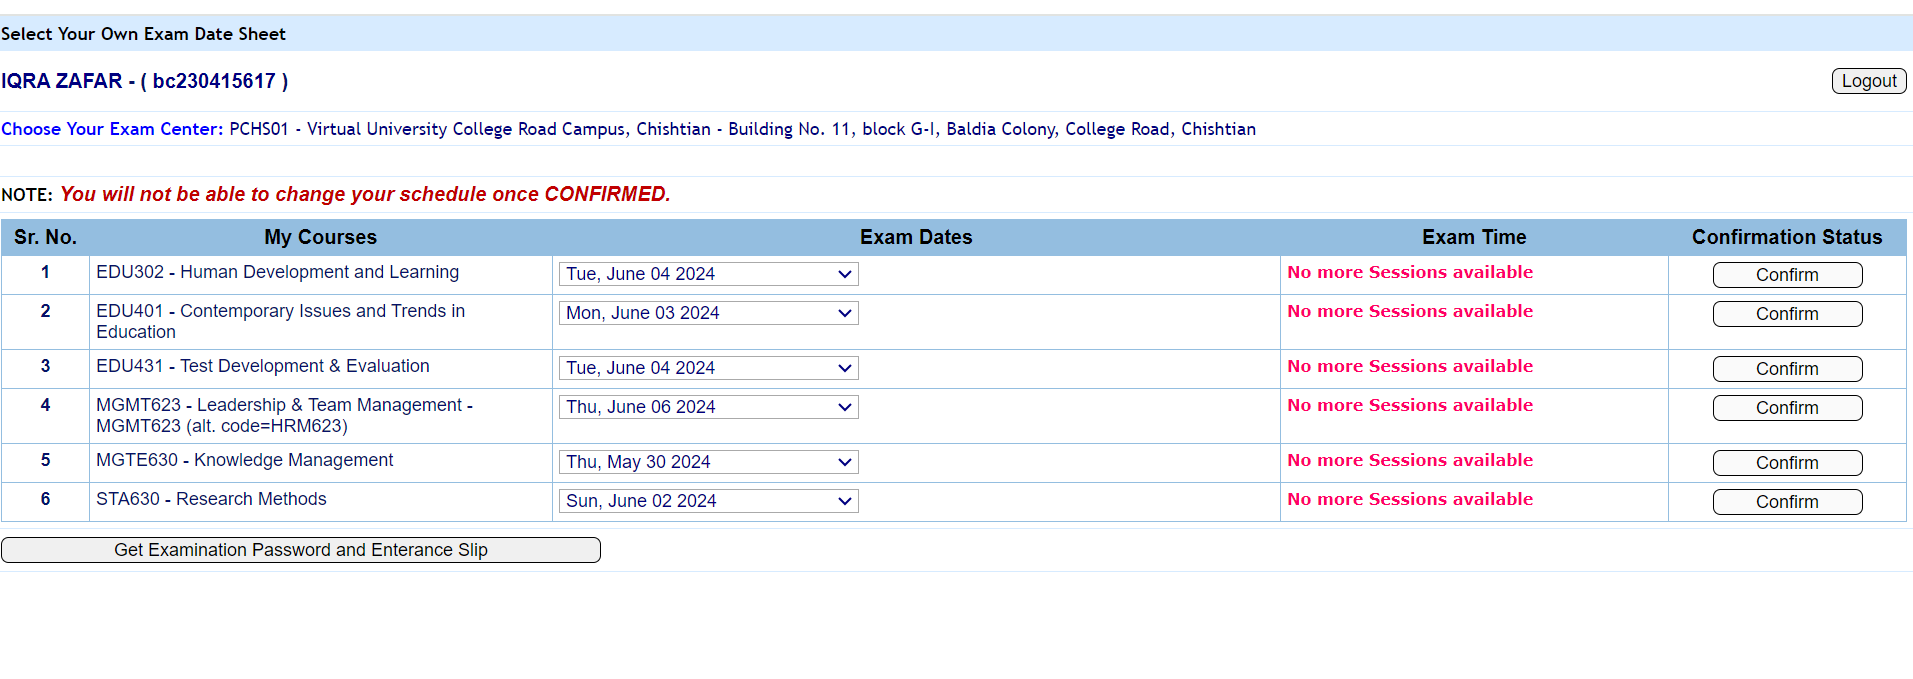 Select Your Own Exam Date Sheet
IQRA ZAFAR - ( bc230415617 )
Logout
Choose Your Exam Center: PCHS01 - Virtual University College Road Campus, Chishtian - Building No. 11, block G-I, Baldia Colony, College Road, Chishtian
NOTE: You will not be able to change your schedule once CONFIRMED.
Sr. No. My Courses Exam Dates Exam Time Confirmation Status
1 EDU302 - Human Development and Learning Tue, June 04 2024 No more Sessions available Confirm
2 EDU401 - Contemporary Issues and Trends in Mon, June 03 2024 No more Sessions available Confirm
Education
3 EDU431 - Test Development & Evaluation Tue, June 04 2024 No more Sessions available Confirm
4 MGMT623 - Leadership & Team Management - Thu, June 06 2024 No more Sessions available Confirm
MGMT623 (alt. code=HRM623)
5 MGTE630 - Knowledge Management Thu, May 30 2024 No more Sessions available Confirm
6 STA630 - Research Methods Sun, June 02 2024 No more Sessions available Confirm
Get Examination Password and Enterance Slip